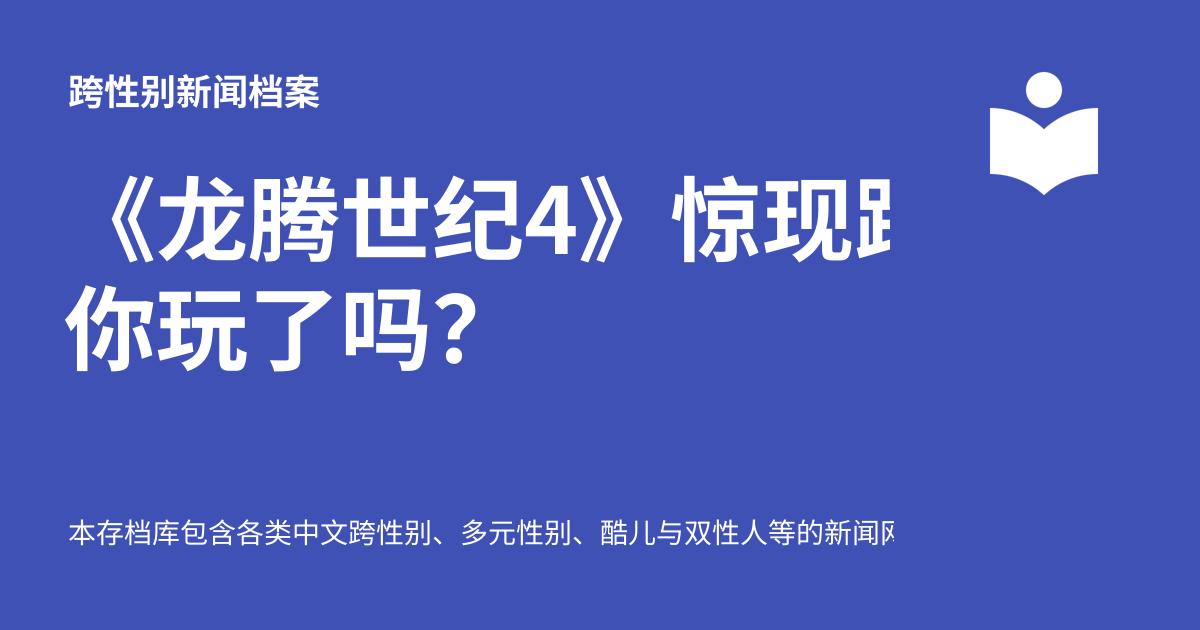 跨性别新闻档案
《龙腾世纪4》惊现
你玩了吗?
本存档库包含各类中文跨性别、多元性别、酷儿与双性人等的新闻网